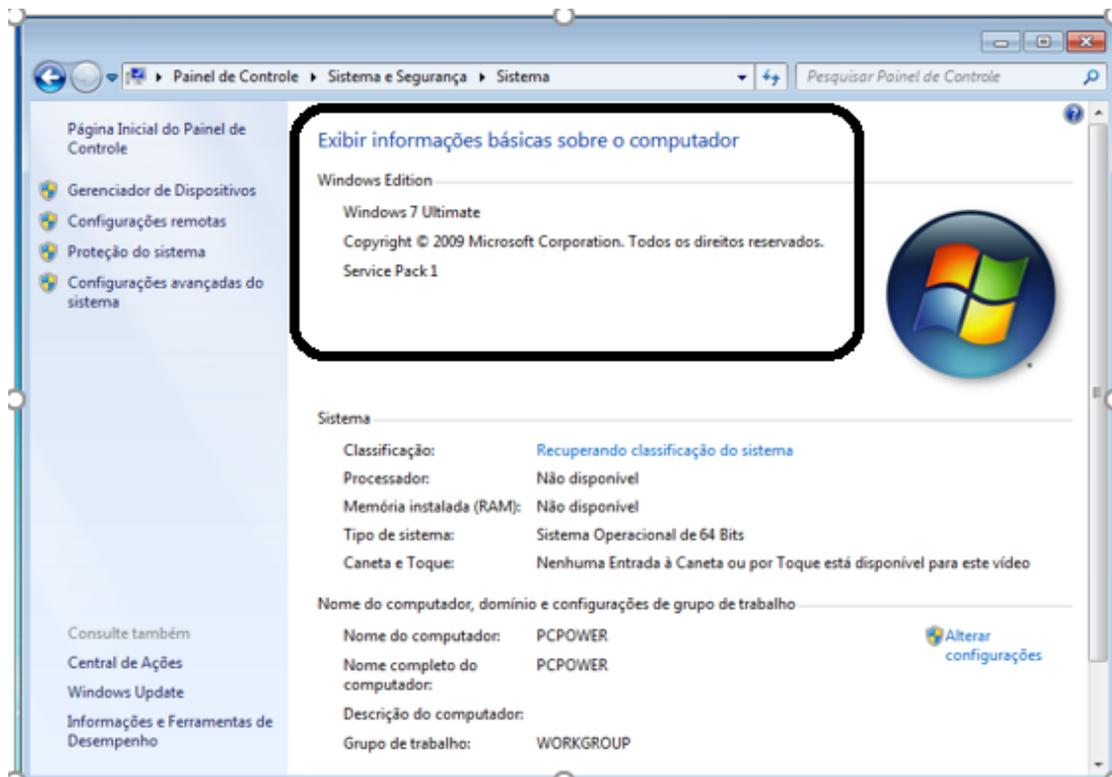 Painel de Controle ▸ Sistema e Segurança ▸ Sistema
Pesquisar Painel de Controle
Página Inicial do Painel de
Controle
Gerenciador de Dispositivos
Configurações remotas
Proteção do sistema
Configurações avançadas do
sistema
Consulte também
Central de Ações
Windows Update
Informações e Ferramentas de
Desempenho
Exibir informações básicas sobre o computador
Windows Edition
Windows 7 Ultimate
Copyright © 2009 Microsoft Corporation. Todos os direitos reservados.
Service Pack 1
Sistema
Classificação: Recuperando classificação do sistema
Processador: Não disponível
Memória instalada (RAM): Não disponível
Tipo de sistema: Sistema Operacional de 64 Bits
Caneta e Toque: Nenhuma Entrada à Caneta ou por Toque está disponível para este vídeo
Nome do computador, domínio e configurações de grupo de trabalho
Nome do computador: PCPOWER
Alterar
configurações
Nome completo do PCPOWER
computador:
Descrição do computador:
Grupo de trabalho: WORKGROUP